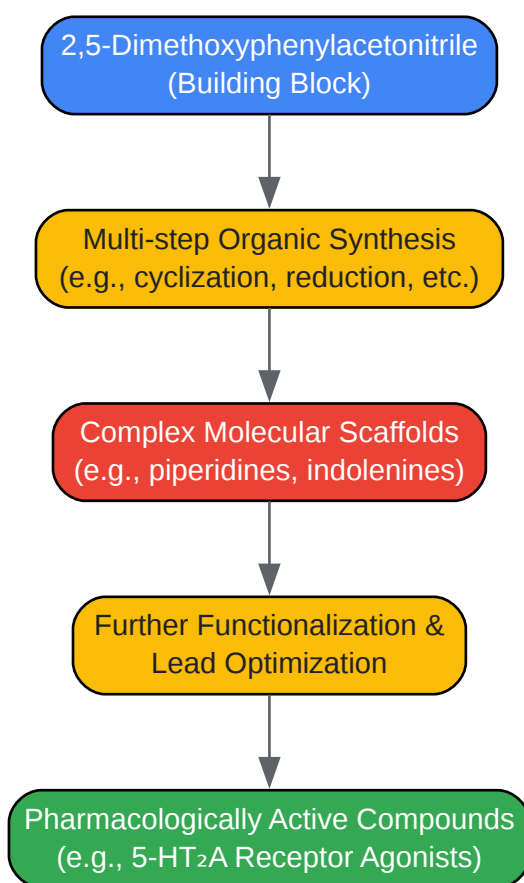 2,5-Dimethoxyphenylacetonitrile
(Building Block)
Multi-step Organic Synthesis
(e.g., cyclization, reduction, etc.)
Complex Molecular Scaffolds
(e.g., piperidines, indolenines)
Further Functionalization &
Lead Optimization
Pharmacologically Active Compounds
(e.g., 5-HT₂A Receptor Agonists)